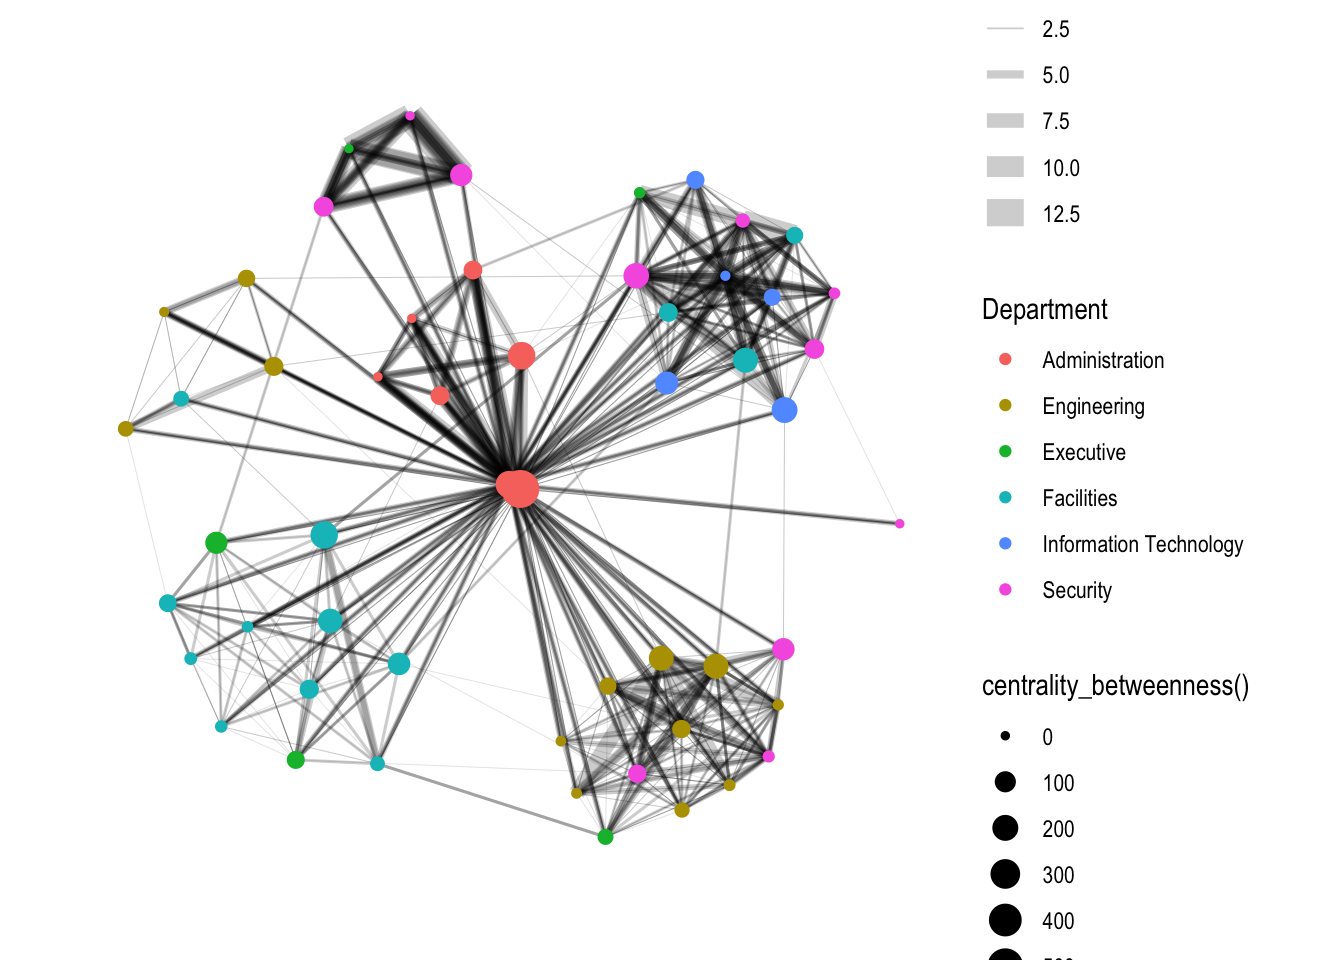 2.5
5.0
7.5
10.0
12.5
Department
Administration
Engineering
Executive
Facilities
Information Technology
Security
centrality_betweenness()
0
100
200
300
400